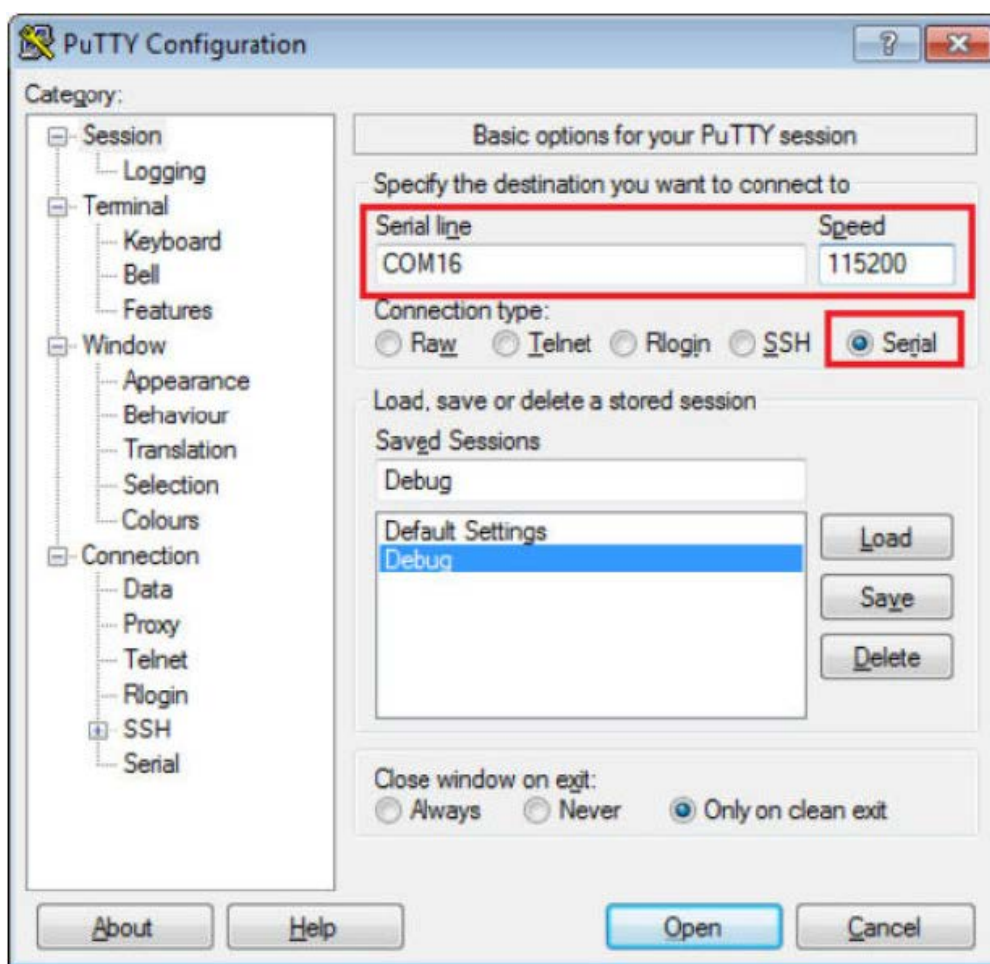 PuTTY Configuration
Category:
Session
Logging
Terminal
Keyboard
Bell
Features
Window
Appearance
Behaviour
Translation
Selection
Colours
Connection
Data
Proxy
Telnet
Rlogin
SSH
Serial
Basic options for your PuTTY session
Specify the destination you want to connect to
Serial line Speed
COM16 115200
Connection type:
Raw Telnet Rlogin SSH Serial
Load, save or delete a stored session
Saved Sessions
Debug
Default Settings
Debug
Load
Save
Delete
Close window on exit:
Always Never Only on clean exit
About Help Open Cancel